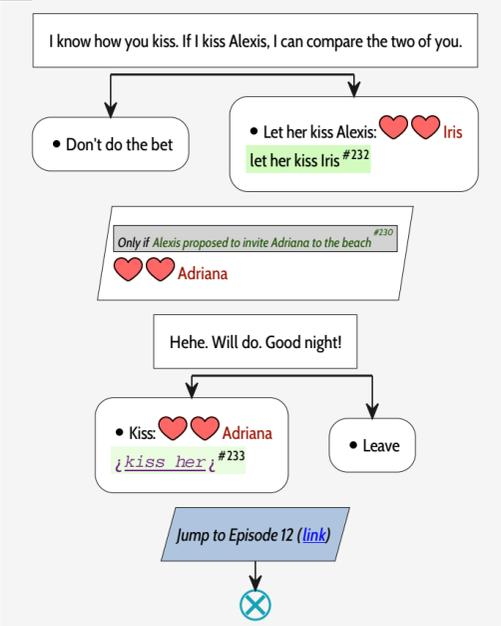 I know how you kiss. If I kiss Alexis, I can compare the two of you.
• Don't do the bet
• Let her kiss Alexis: Iris
let her kiss Iris #232
Only if Alexis proposed to invite Adriana to the beach #230
Adriana
Hehe. Will do. Good night!
• Kiss: Adriana
¿kiss her¿ #233
• Leave
Jump to Episode 12 (link)